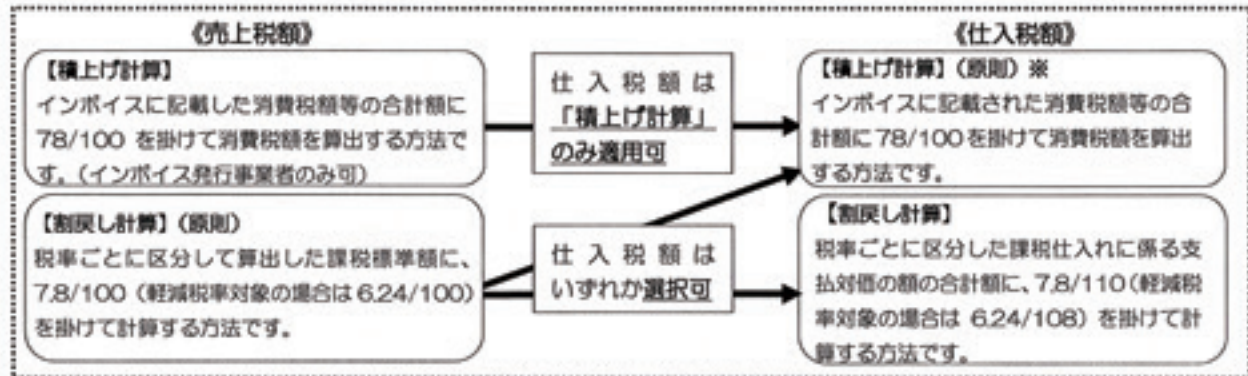 《売上税額》
【積上げ計算】
インボイスに記載した消費税額等の合計額に
78/100 を掛けて消費税額を算出する方法で
す。(インボイス発行事業者のみ可)
【割戻し計算】(原則)
税率ごとに区分して算出した課税標準額に、
7.8/100(軽減税率対象の場合は 6.24/100)
を掛けて計算する方法です。
仕入税額は
「積上げ計算」
のみ適用可
仕入税額は
いずれか選択可
《仕入税額》
【積上げ計算】(原則)※
インボイスに記載された消費税額等の合
計額に 78/100 を掛けて消費税額を算出
する方法です。
【割戻し計算】
税率ごとに区分した課税仕入れに係る支
払対価の額の合計額に、7.8/110(軽減税
率対象の場合は 6.24/108)を掛けて計
算する方法です。